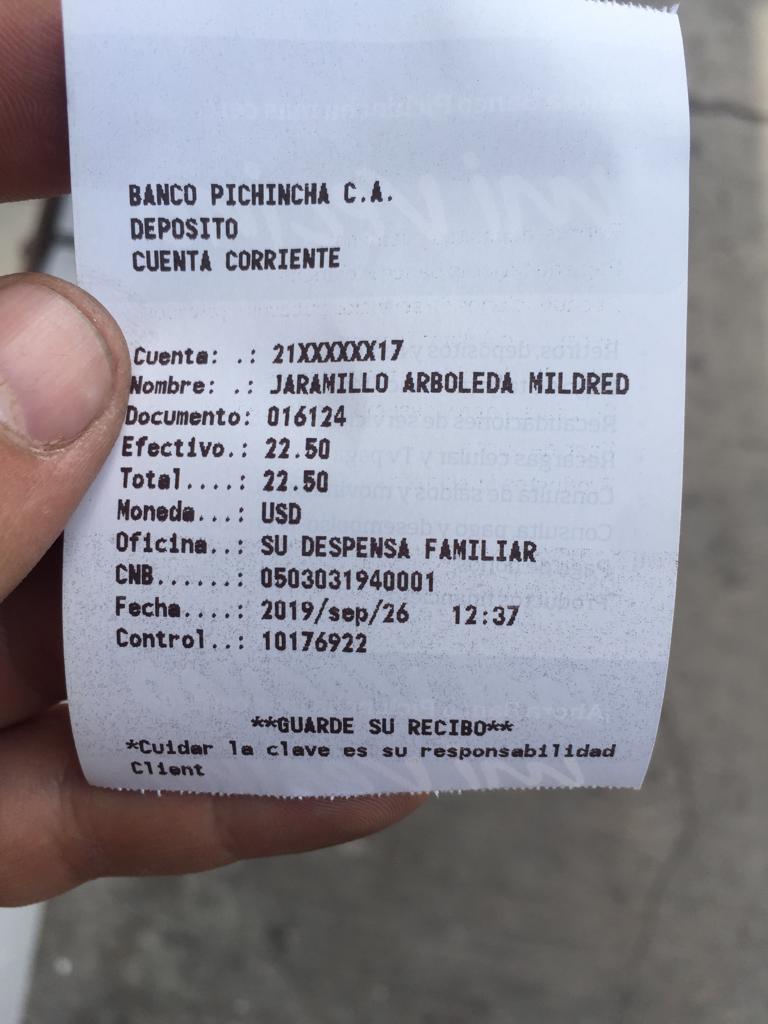 BANCO PICHINCHA C.A.
DEPOSITO
CUENTA CORRIENTE
Cuenta: .: 21XXXXXX17
Nombre: .: JARAMILLO ARBOLEDA MILDRED
Documento: 016124
Efectivo.: 22.50
Total....: 22.50
Moneda...: USD
Oficina..: SU DESPENSA FAMILIAR
CNB......: 0503031940001
Fecha....: 2019/sep/26 12:37
Control..: 10176922
**GUARDE SU RECIBO**
*Cuidar la clave es su responsabilidad
Client